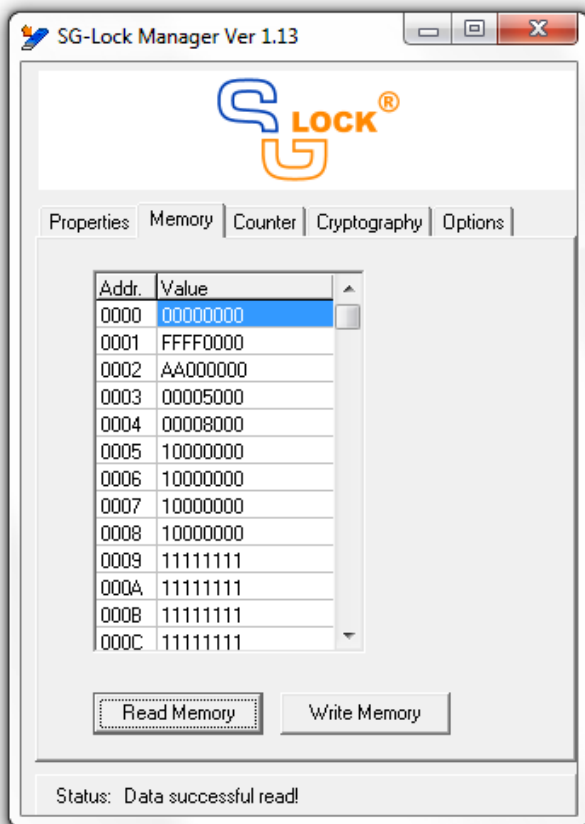 SG-Lock Manager Ver 1.13
SG LOCK®
Properties Memory Counter Cryptography Options
Addr. Value
0000 00000000
0001 FFFF0000
0002 AA000000
0003 00005000
0004 00008000
0005 10000000
0006 10000000
0007 10000000
0008 10000000
0009 11111111
000A 11111111
000B 11111111
000C 11111111
Read Memory Write Memory
Status: Data successful read!